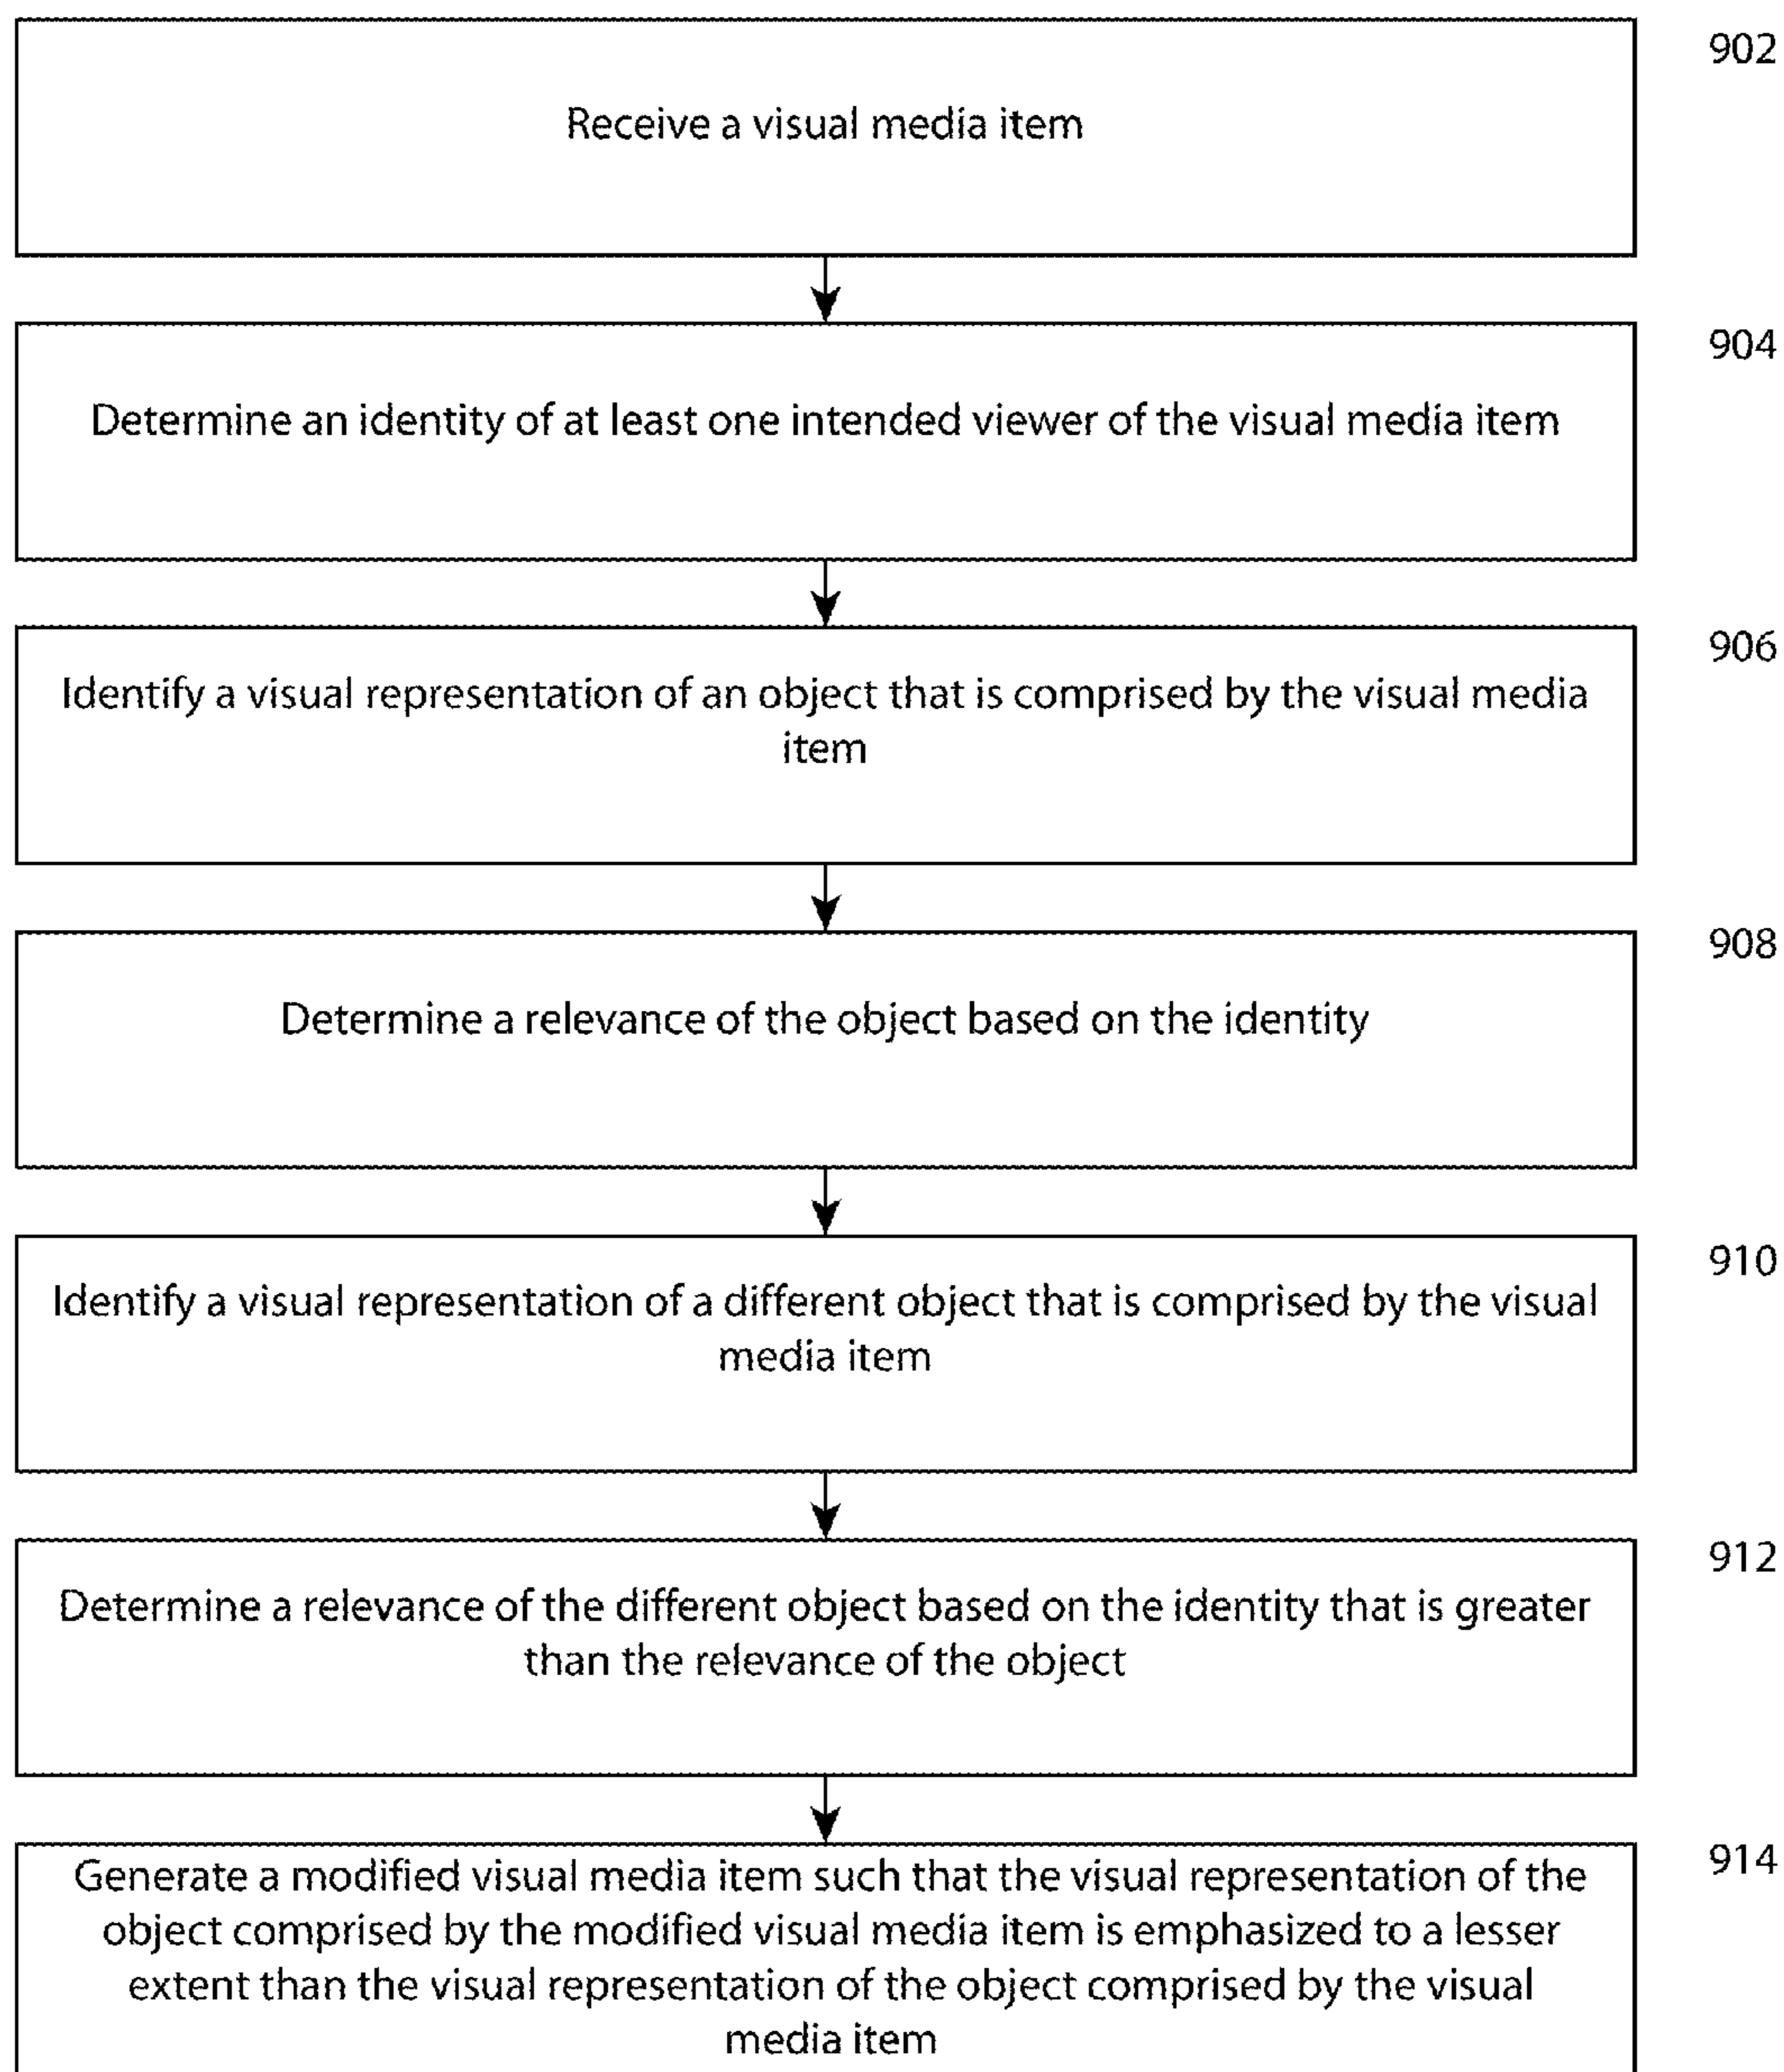 902
Receive a visual media item
904
Determine an identity of at least one intended viewer of the visual media item
906
Identify a visual representation of an object that is comprised by the visual media
item
908
Determine a relevance of the object based on the identity
910
Identify a visual representation of a different object that is comprised by the visual
media item
912
Determine a relevance of the different object based on the identity that is greater
than the relevance of the object
914
Generate a modified visual media item such that the visual representation of the
object comprised by the modified visual media item is emphasized to a lesser
extent than the visual representation of the object comprised by the visual
media item